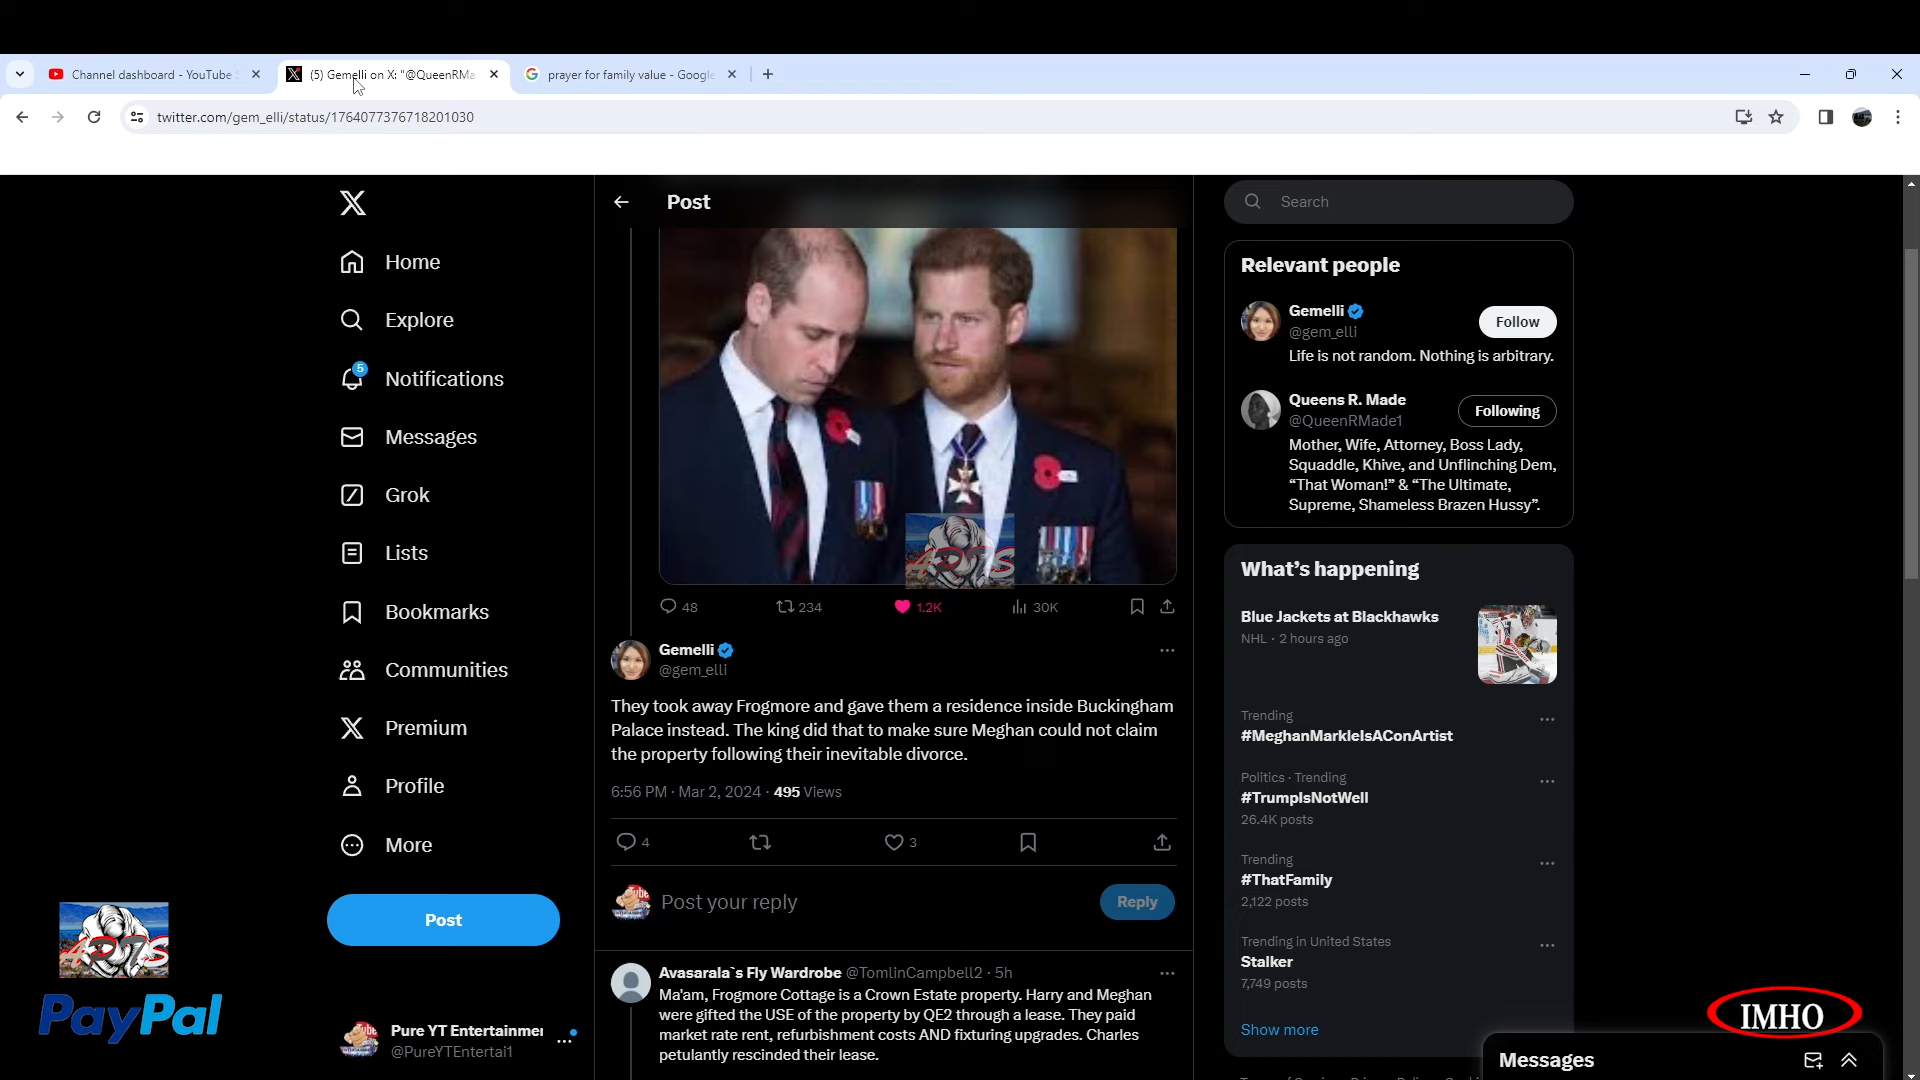 Channel dashboard - YouTube S
(5) Gemelli on X: "@QueenRMa
prayer for family value - Google
twitter.com/gem_elli/status/1764077376718201030
Post
Search
Home
Explore
5
Notifications
Messages
Grok
Lists
Bookmarks
Communities
Premium
Profile
More
Post
PayPal
Pure YT Entertainmen
@PureYTEntertai1
48
234
1.2K
30K
Gemelli
@gem_elli
They took away Frogmore and gave them a residence inside Buckingham
Palace instead. The king did that to make sure Meghan could not claim
the property following their inevitable divorce.
6:56 PM · Mar 2, 2024 · 495 Views
4
3
Post your reply
Reply
Avasarala`s Fly Wardrobe @TomlinCampbell2 · 5h
Ma'am, Frogmore Cottage is a Crown Estate property. Harry and Meghan
were gifted the USE of the property by QE2 through a lease. They paid
market rate rent, refurbishment costs AND fixturing upgrades. Charles
petulantly rescinded their lease.
Relevant people
Gemelli
@gem_elli
Follow
Life is not random. Nothing is arbitrary.
Queens R. Made
@QueenRMade1
Following
Mother, Wife, Attorney, Boss Lady,
Squaddle, Khive, and Unflinching Dem,
“That Woman!” & “The Ultimate,
Supreme, Shameless Brazen Hussy”.
What’s happening
Blue Jackets at Blackhawks
NHL · 2 hours ago
Trending
#MeghanMarkleIsAConArtist
Politics · Trending
#TrumpIsNotWell
26.4K posts
Trending
#ThatFamily
2,122 posts
Trending in United States
Stalker
7,749 posts
Show more
IMHO
Messages